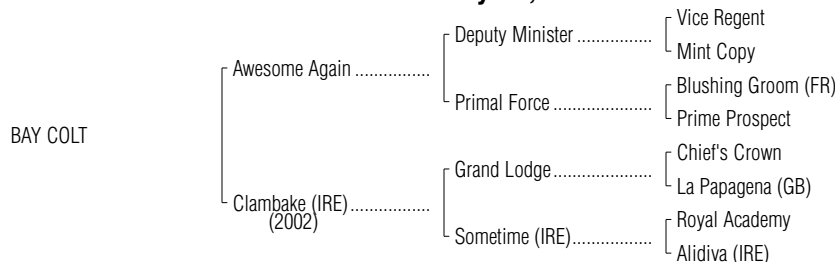 Vice Regent
Deputy Minister ................
Mint Copy
Awesome Again ................
Blushing Groom (FR)
Primal Force .....................
Prime Prospect
BAY COLT
Chief's Crown
Grand Lodge.....................
La Papagena (GB)
Clambake (IRE)..................
(2002)
Royal Academy
Sometime (IRE).................
Alidiva (IRE)